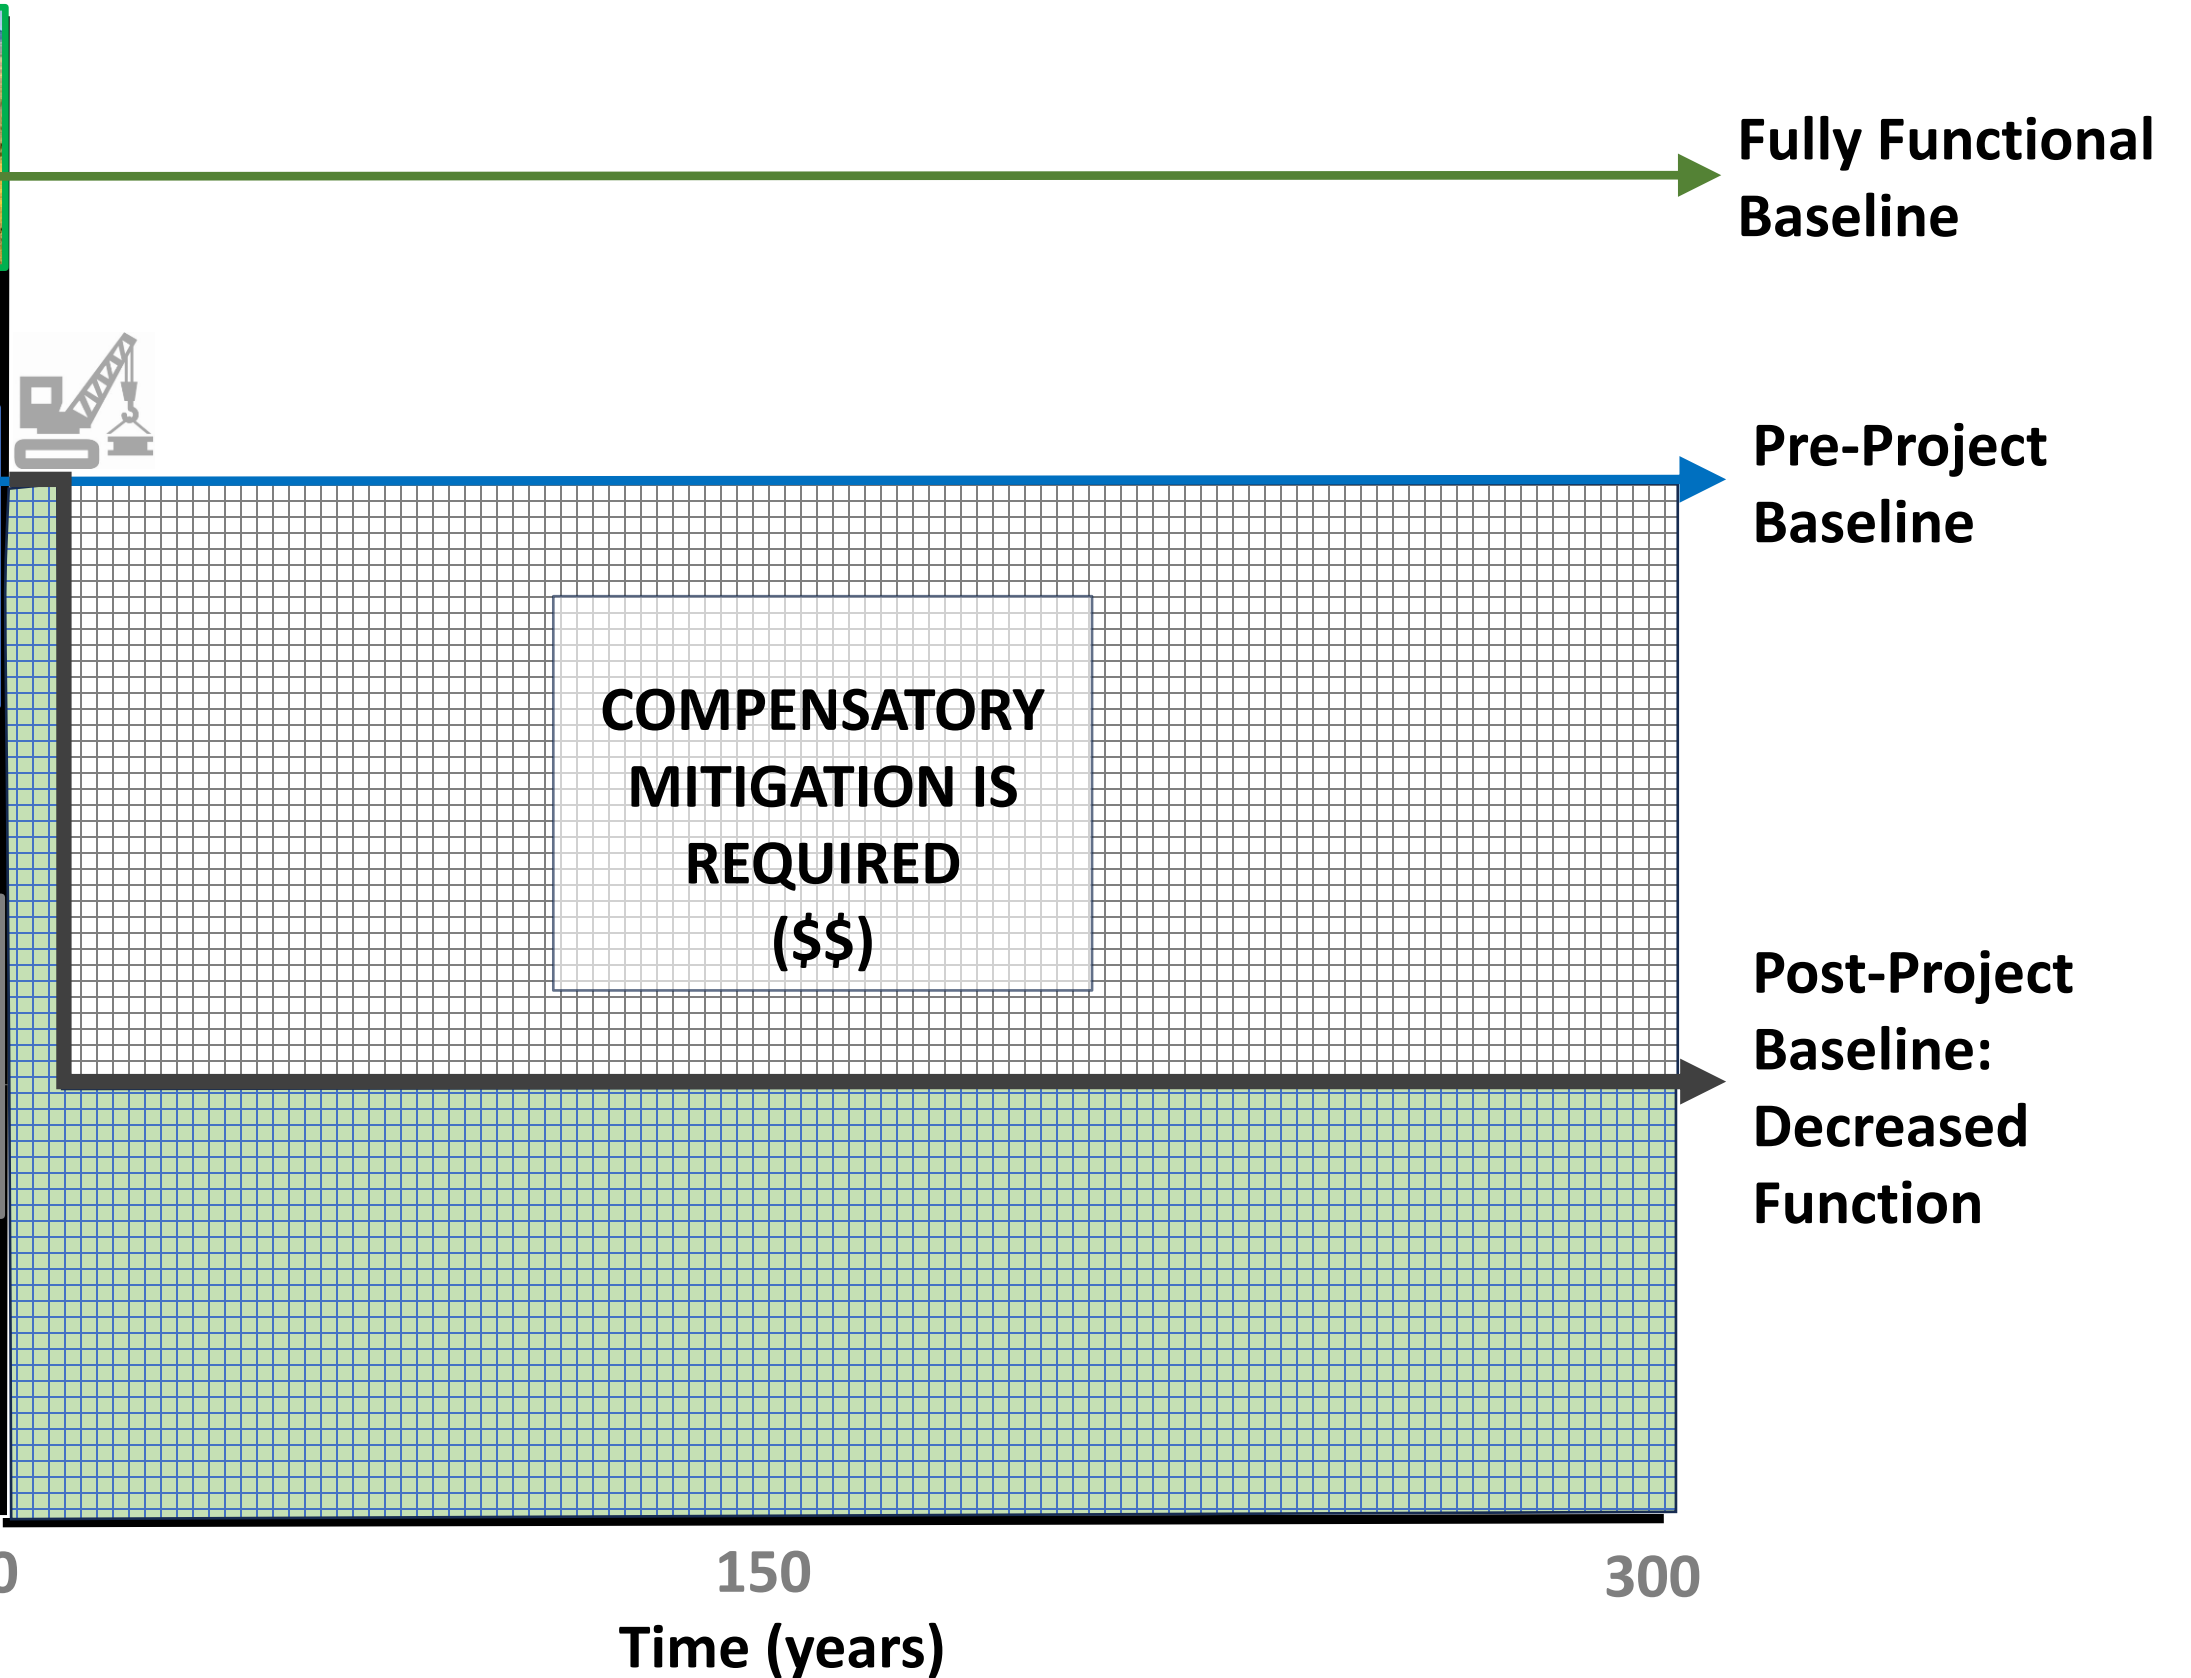 Fully Functional
Baseline
Pre-Project
Baseline
COMPENSATORY
MITIGATION IS
REQUIRED
($$)
Post-Project
Baseline:
Decreased
Function
0
150
300
Time (years)